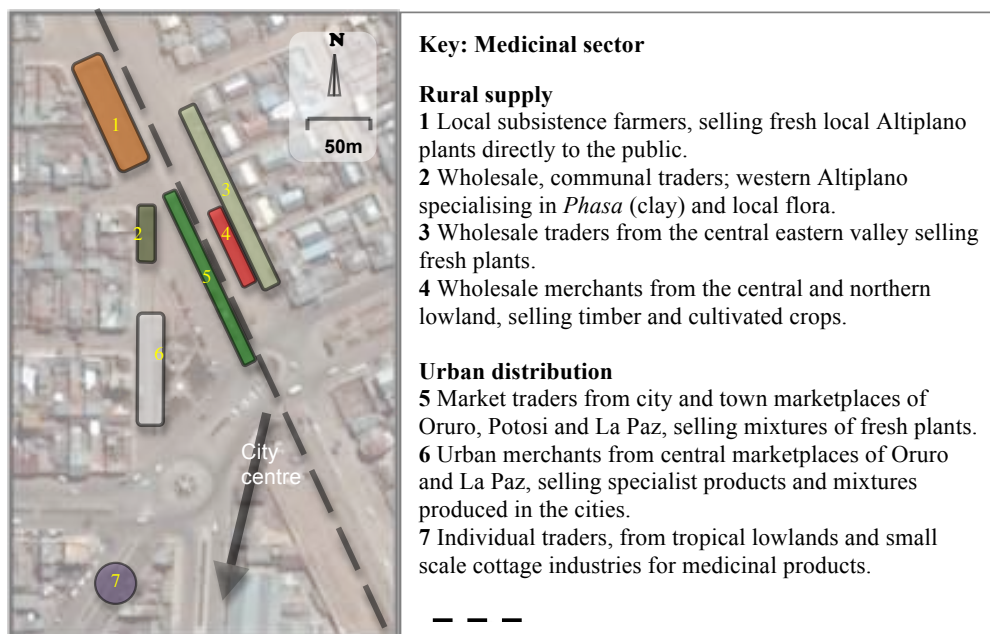 N
50m
1
2
3
4
5
6
7
City
centre
Key: Medicinal sector
Rural supply
1 Local subsistence farmers, selling fresh local Altiplano
plants directly to the public.
2 Wholesale, communal traders; western Altiplano
specialising in Phasa (clay) and local flora.
3 Wholesale traders from the central eastern valley selling
fresh plants.
4 Wholesale merchants from the central and northern
lowland, selling timber and cultivated crops.
Urban distribution
5 Market traders from city and town marketplaces of
Oruro, Potosi and La Paz, selling mixtures of fresh plants.
6 Urban merchants from central marketplaces of Oruro
and La Paz, selling specialist products and mixtures
produced in the cities.
7 Individual traders, from tropical lowlands and small
scale cottage industries for medicinal products.